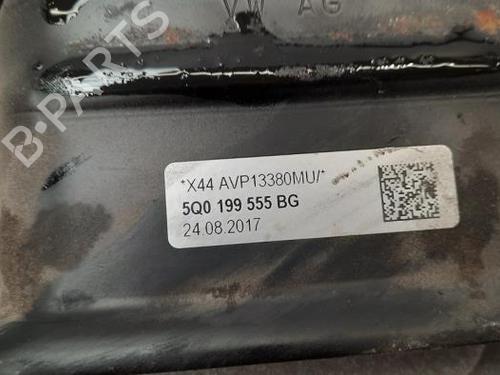 VW AG
B-PARTS
*X44 AVP13380MU/*
5Q0 199 555 BG
24.08.2017